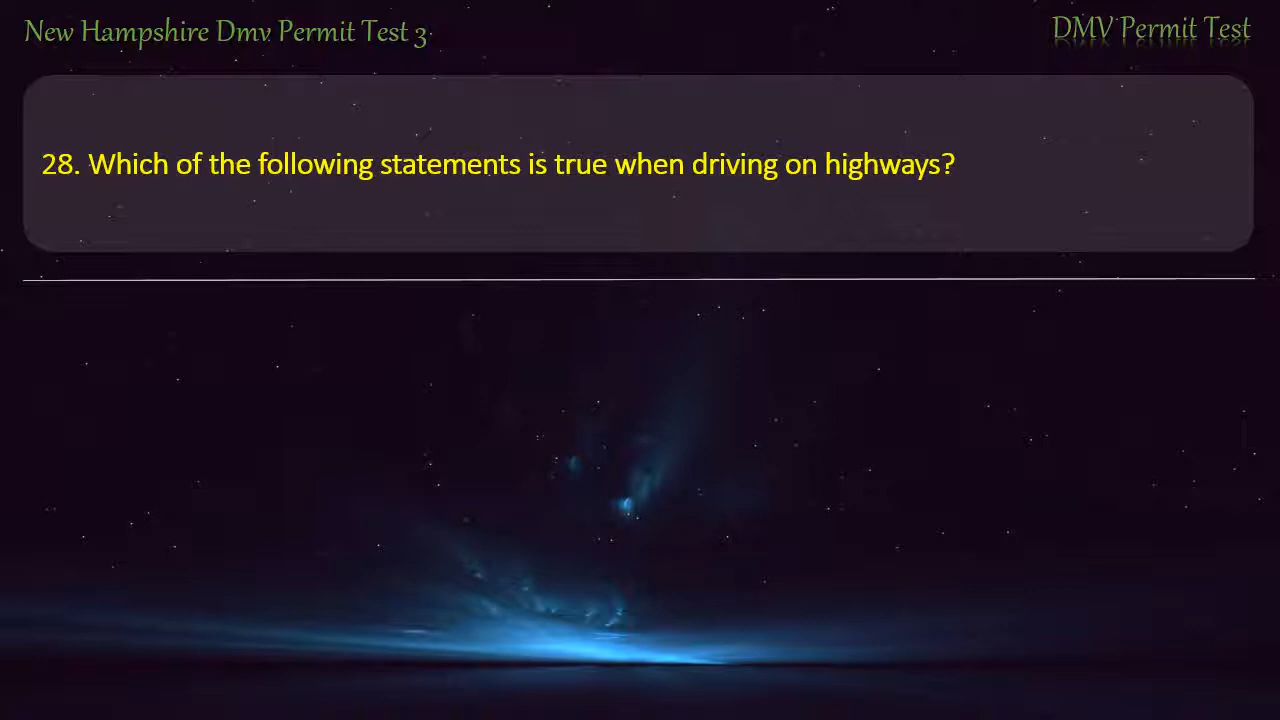 New Hampshire Dmv Permit Test 3
DMV Permit Test
28. Which of the following statements is true when driving on highways?